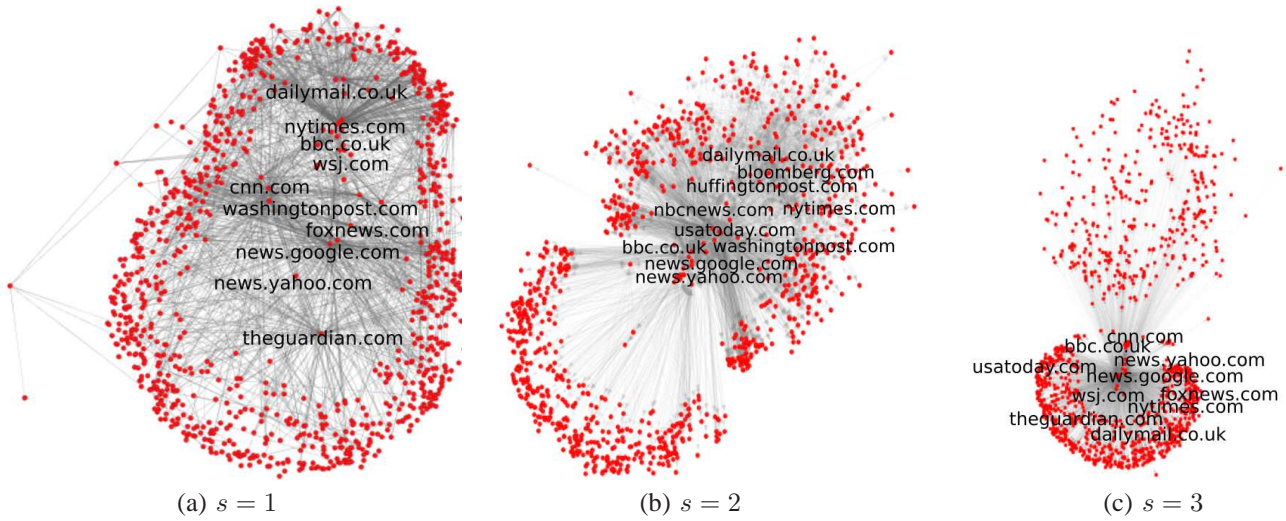 dailymail.co.uk
nytimes.com
bbc.co.uk
wsj.com
cnn.com
washingtonpost.com
foxnews.com
news.google.com
news.yahoo.com
theguardian.com
(a) s = 1
dailymail.co.uk
bloomberg.com
huffingtonpost.com
nbcnews.com nytimes.com
usatoday.com
bbc.co.uk washingtonpost.com
news.google.com
news.yahoo.com
(b) s = 2
cnn.com
bbc.co.uk
news.yahoo.com
usatoday.com
news.google.com
wsj.com foxnews.com
nytimes.com
theguardian.com
dailymail.co.uk
(c) s = 3